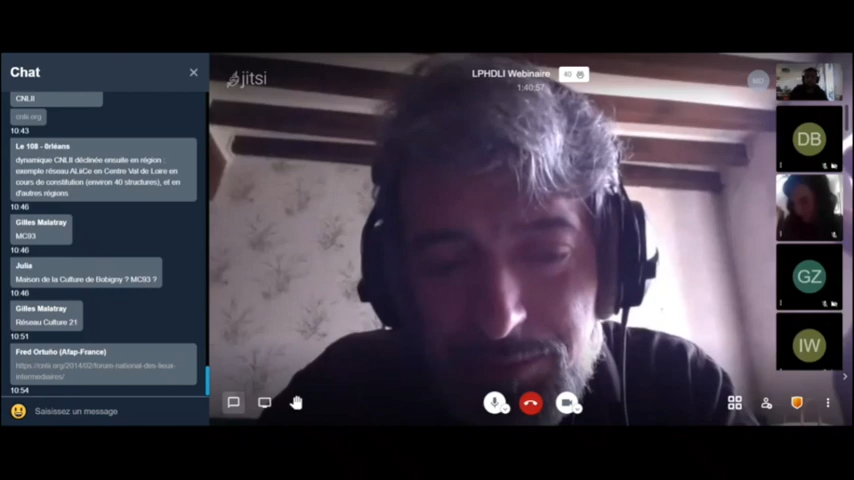 Chat
CNLII
cnlii.org
10:43
Le 108 - Orléans
dynamique CNLII déclinée ensuite en région :
exemple réseau ALiiCe en Centre Val de Loire en
cours de constitution (environ 40 structures), et en
d'autres régions
10:46
Gilles Malatray
MC93
10:46
Julia
Maison de la Culture de Bobigny ? MC93 ?
10:46
Gilles Malatray
Réseau Culture 21
10:51
Fred Ortuño (Afap-France)
https://cnlii.org/2014/02/forum-national-des-lieux-
intermediaires/
10:54
Saisissez un message
jitsi
LPHDLI Webinaire
40
1:40:57
MO
DB
GZ
IW